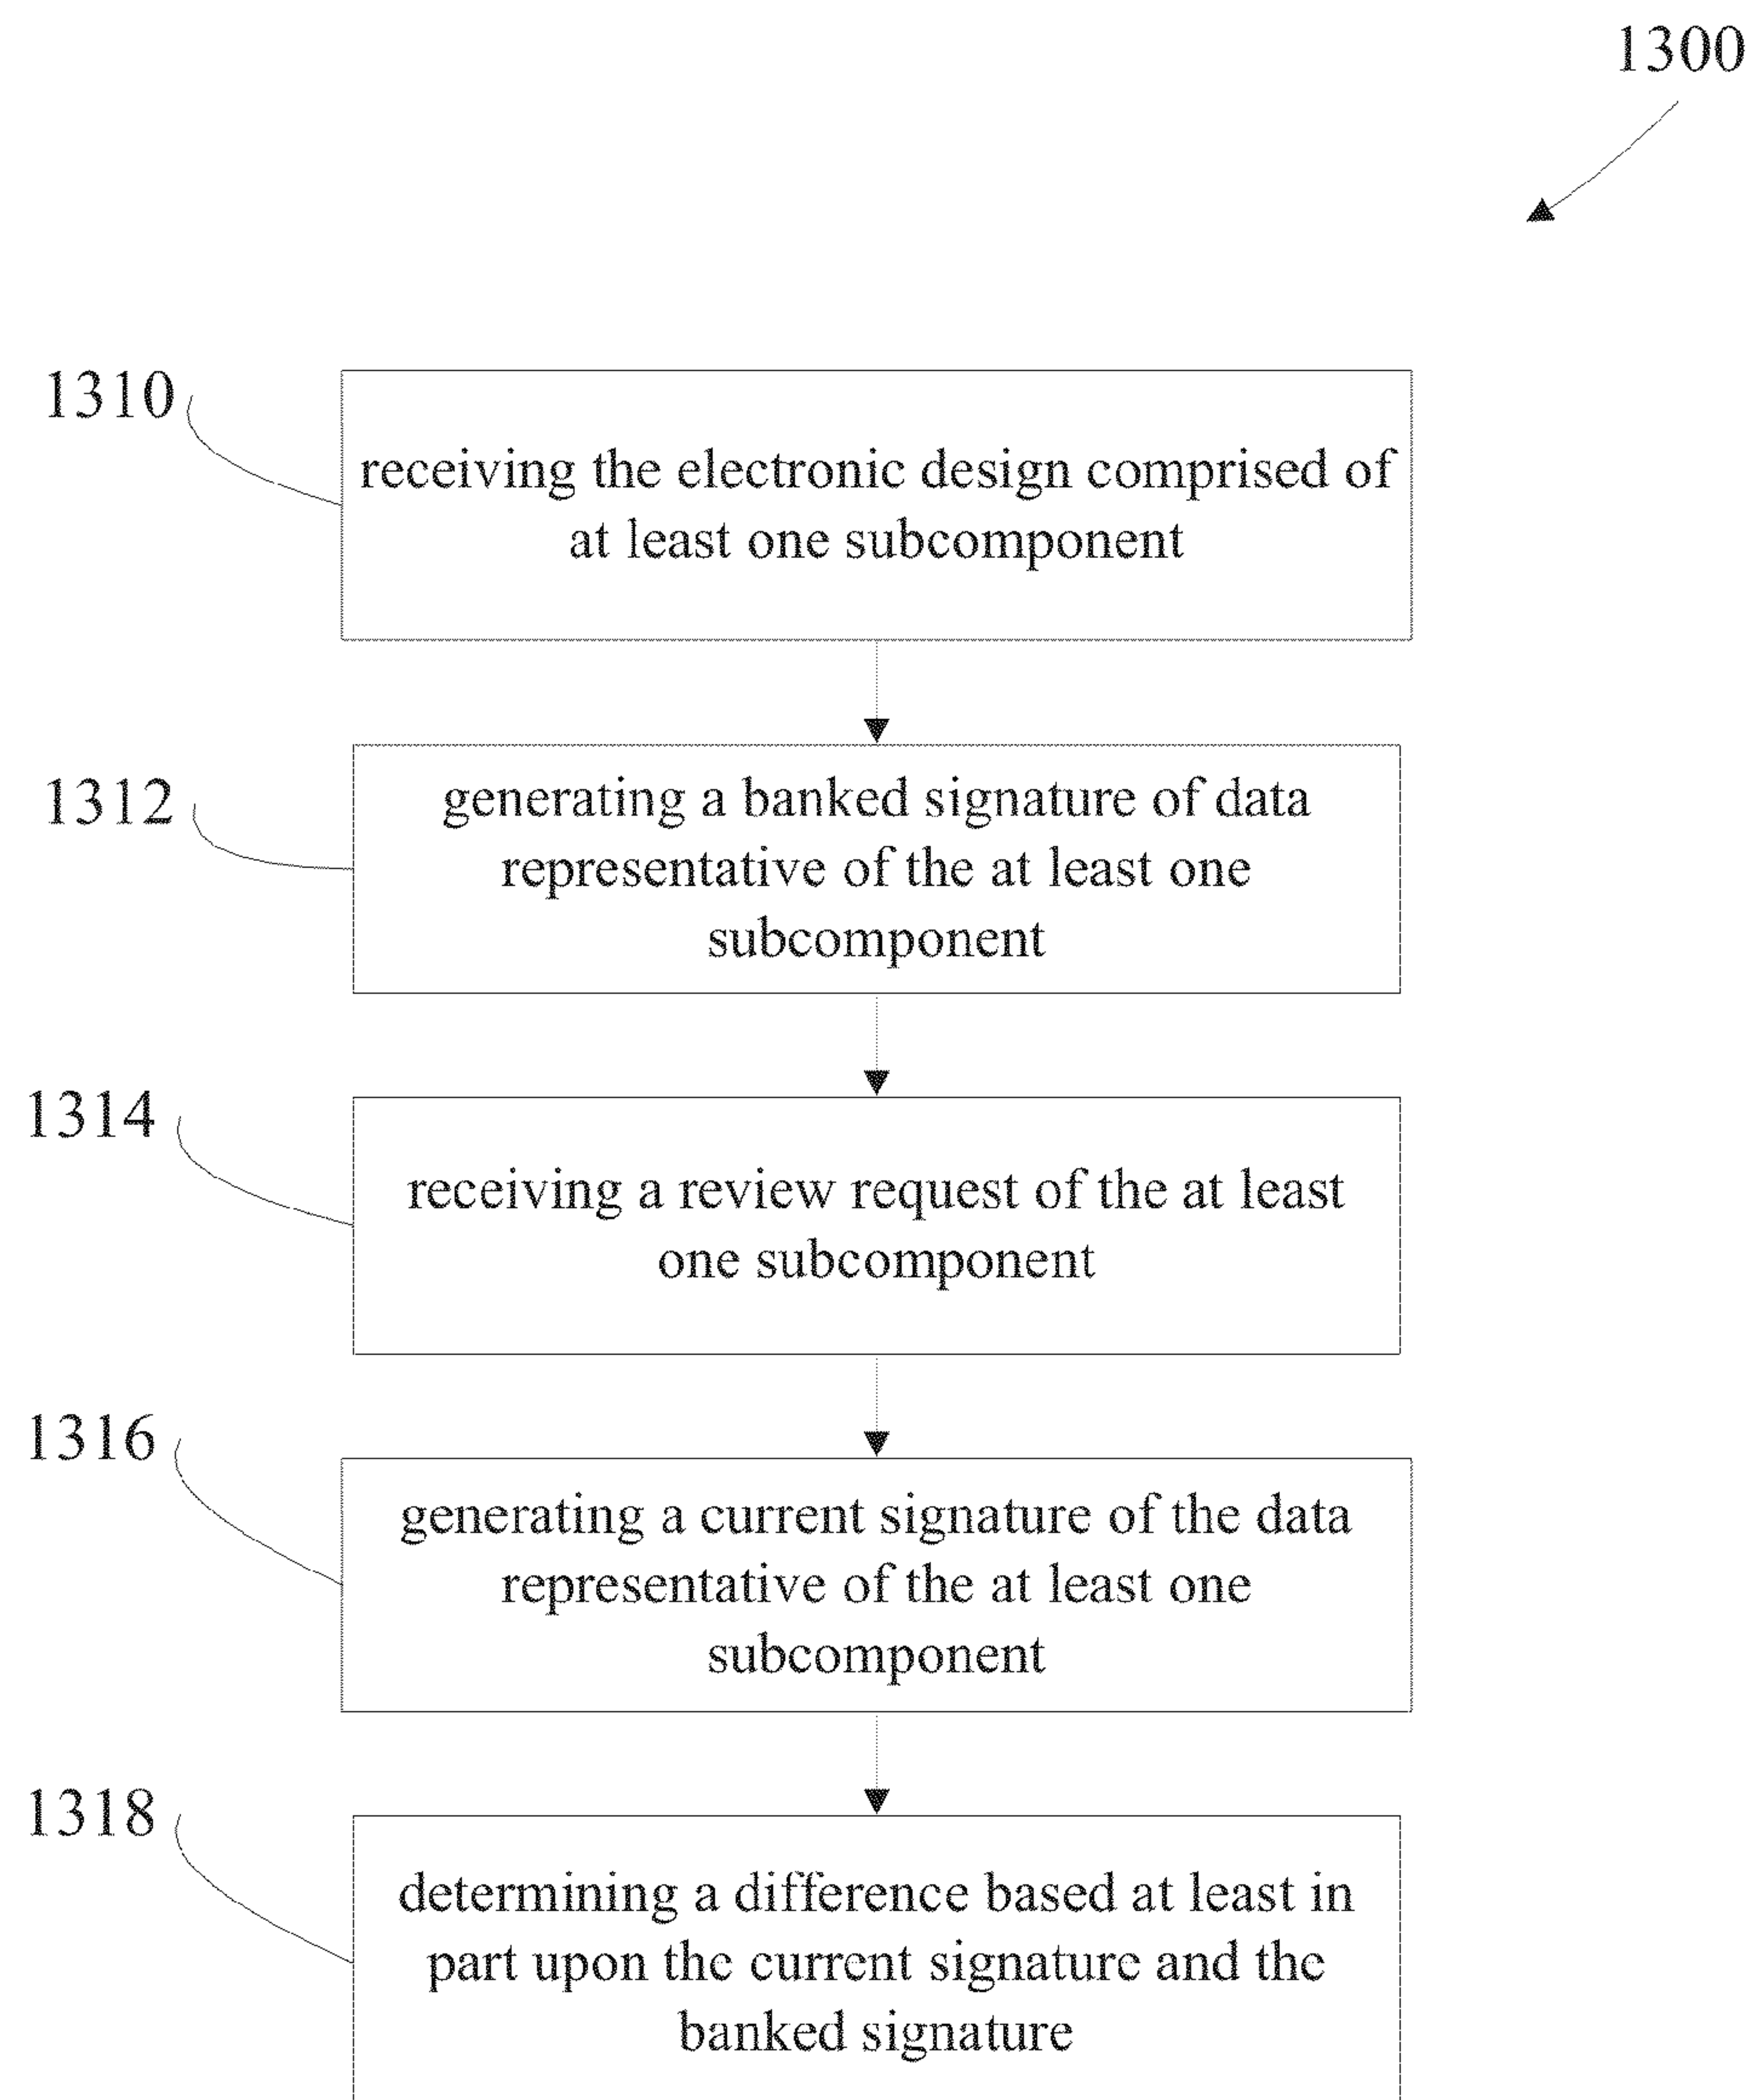 1300
1310
receiving the electronic design comprised of
at least one subcomponent
1312
generating a banked signature of data
representative of the at least one
subcomponent
1314
receiving a review request of the at least
one subcomponent
1316
generating a current signature of the data
representative of the at least one
subcomponent
1318
determining a difference based at least in
part upon the current signature and the
banked signature